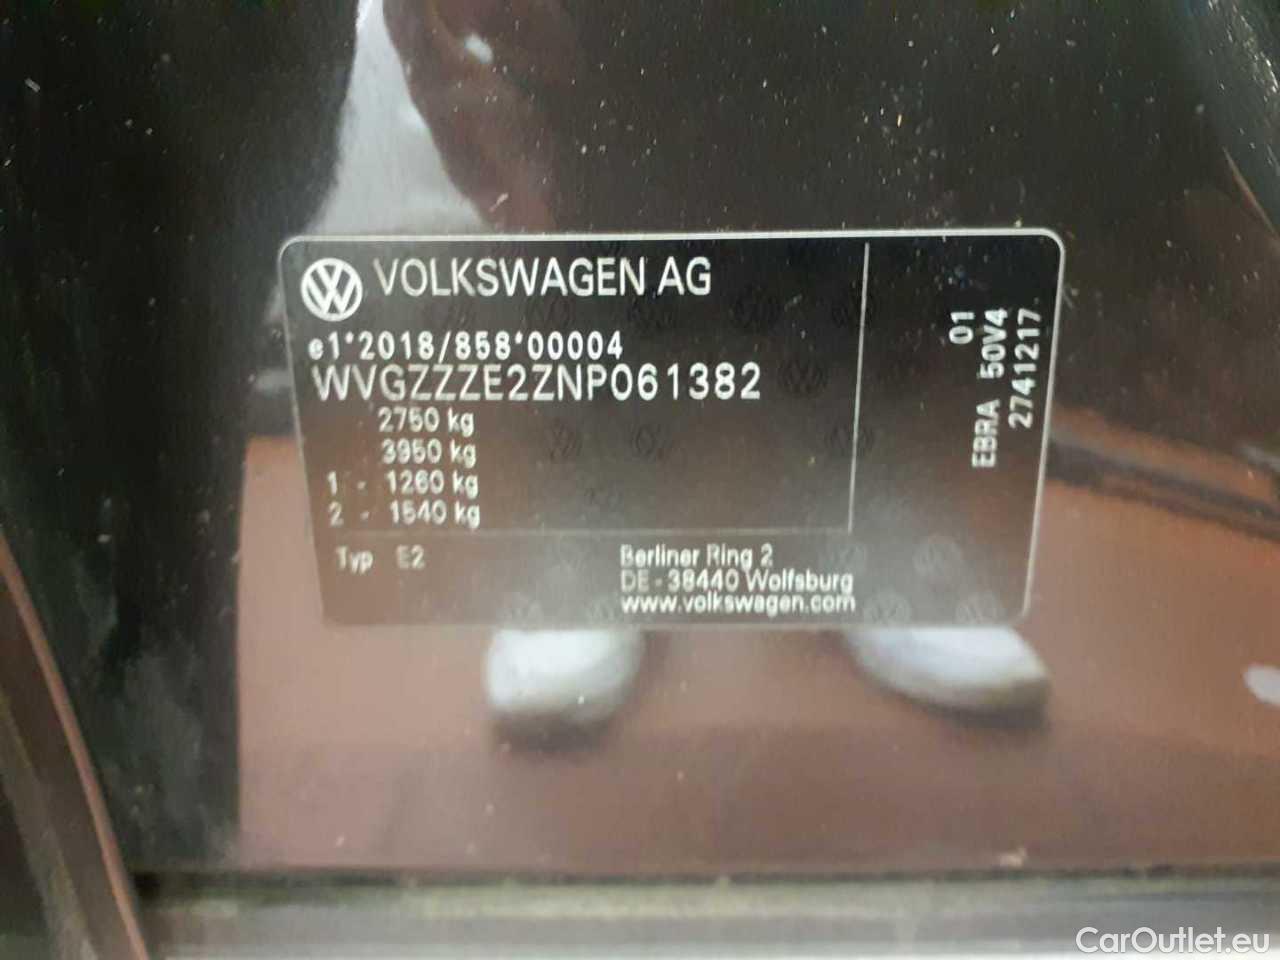 VOLKSWAGEN AG
e1*2018/858*00004
WVGZZZE2ZNP061382
2750 kg
3950 kg
1 - 1260 kg
2 - 1540 kg
Typ E2
Berliner Ring 2
DE - 38440 Wolfsburg
www.volkswagen.com
01
EBRA 50V4
2741217
CarOutlet.eu